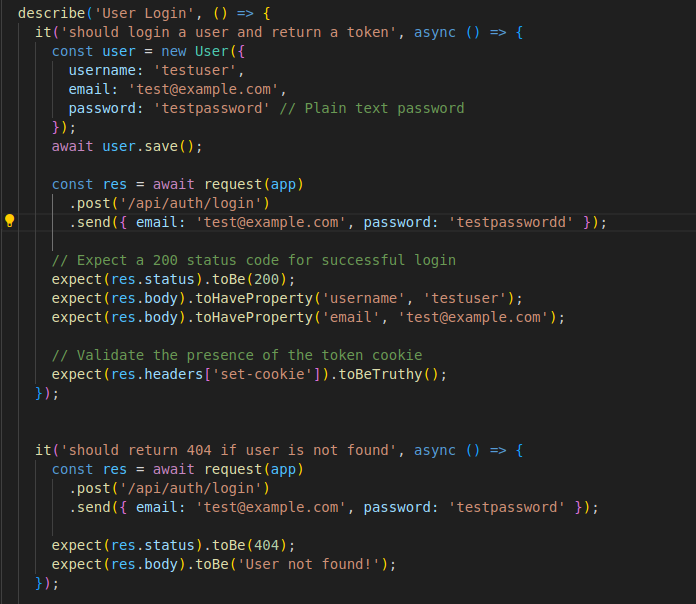 describe('User Login', () => {
it('should login a user and return a token', async () => {
const user = new User({
username: 'testuser',
email: 'test@example.com',
password: 'testpassword' // Plain text password
});
await user.save();
const res = await request(app)
.post('/api/auth/login')
.send({ email: 'test@example.com', password: 'testpasswordd' });
// Expect a 200 status code for successful login
expect(res.status).toBe(200);
expect(res.body).toHaveProperty('username', 'testuser');
expect(res.body).toHaveProperty('email', 'test@example.com');
// Validate the presence of the token cookie
expect(res.headers['set-cookie']).toBeTruthy();
});
it('should return 404 if user is not found', async () => {
const res = await request(app)
.post('/api/auth/login')
.send({ email: 'test@example.com', password: 'testpassword' });
expect(res.status).toBe(404);
expect(res.body).toBe('User not found!');
});